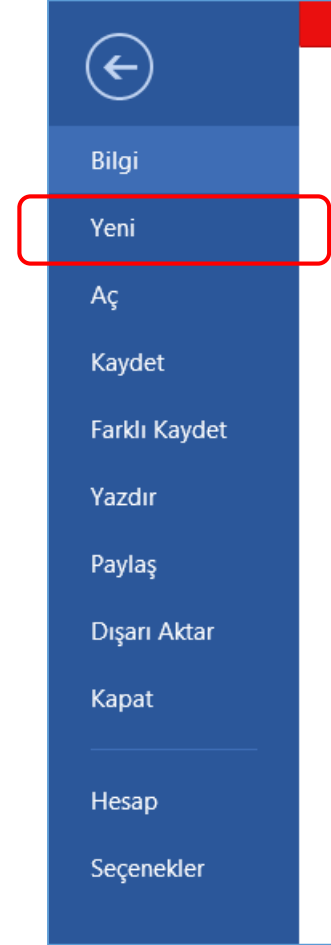 Bilgi
Yeni
Aç
Kaydet
Farklı Kaydet
Yazdır
Paylaş
Dışarı Aktar
Kapat
Hesap
Seçenekler